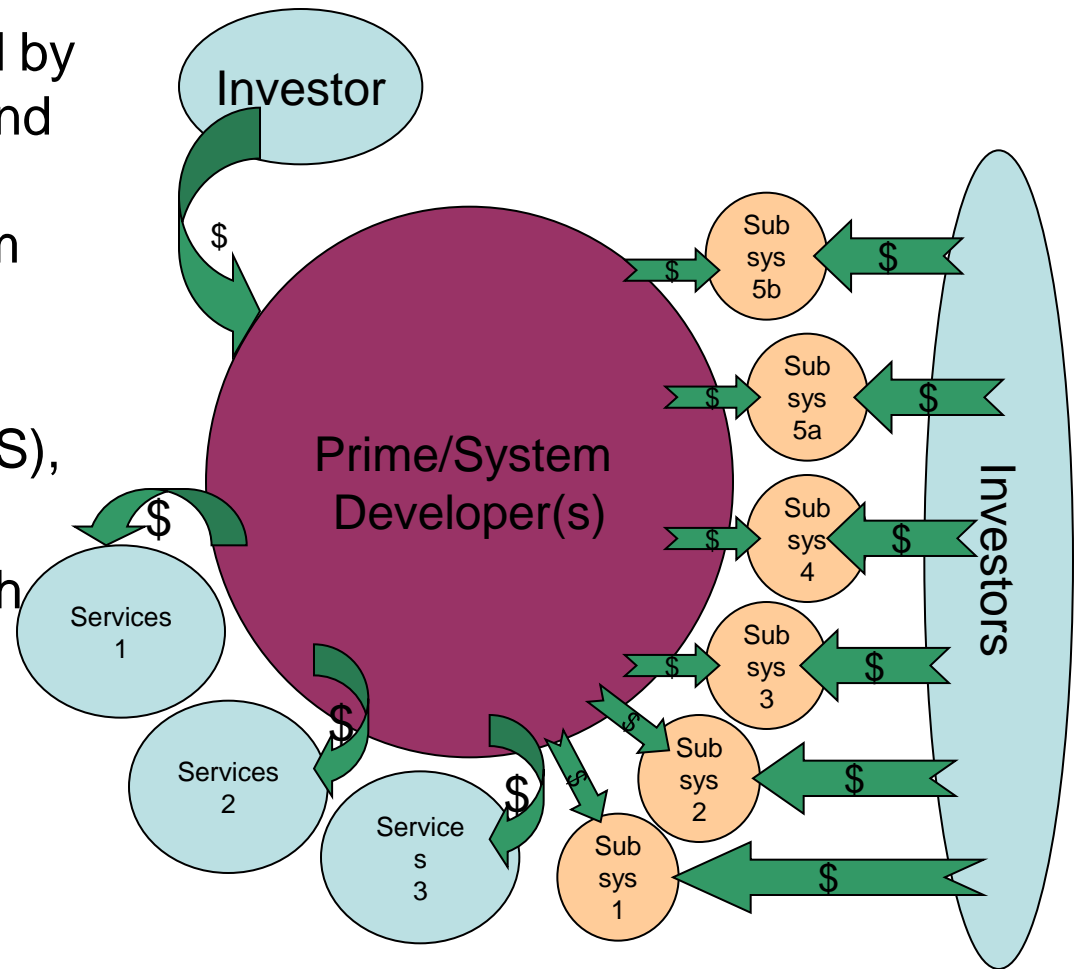 l by
nd
m
S),
h
Investor
$
Prime/System
Developer(s)
$
Services
1
$
Services
2
$
Service
s
3
$
Sub
sys
5b
$
$
Sub
sys
5a
$
$
Sub
sys
4
$
$
Sub
sys
3
$
$
Sub
sys
2
$
$
Sub
sys
1
$
Investors